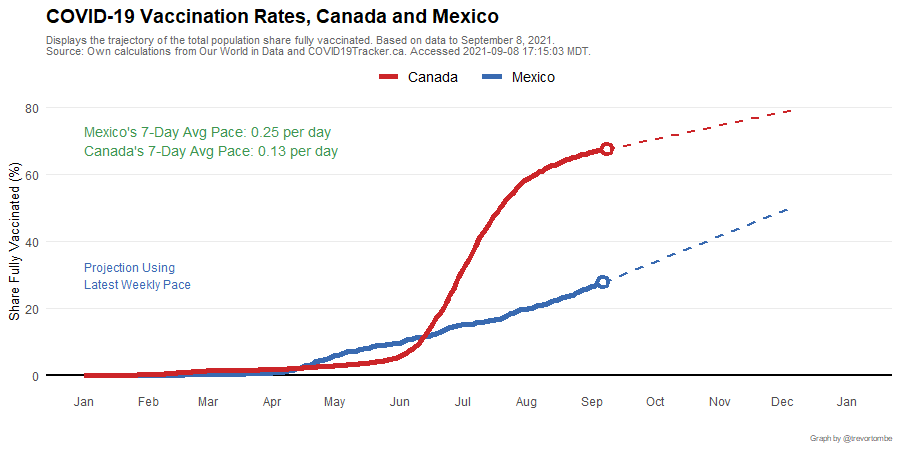 COVID-19 Vaccination Rates, Canada and Mexico
Displays the trajectory of the total population share fully vaccinated. Based on data to September 8, 2021.
Source: Own calculations from Our World in Data and COVID19Tracker.ca. Accessed 2021-09-08 17:15:03 MDT.
Canada Mexico
80
Mexico's 7-Day Avg Pace: 0.25 per day
Canada's 7-Day Avg Pace: 0.13 per day
60
Share Fully Vaccinated (%)
40
Projection Using
Latest Weekly Pace
20
0
Jan Feb Mar Apr May Jun Jul Aug Sep Oct Nov Dec Jan
Graph by @trevortombe